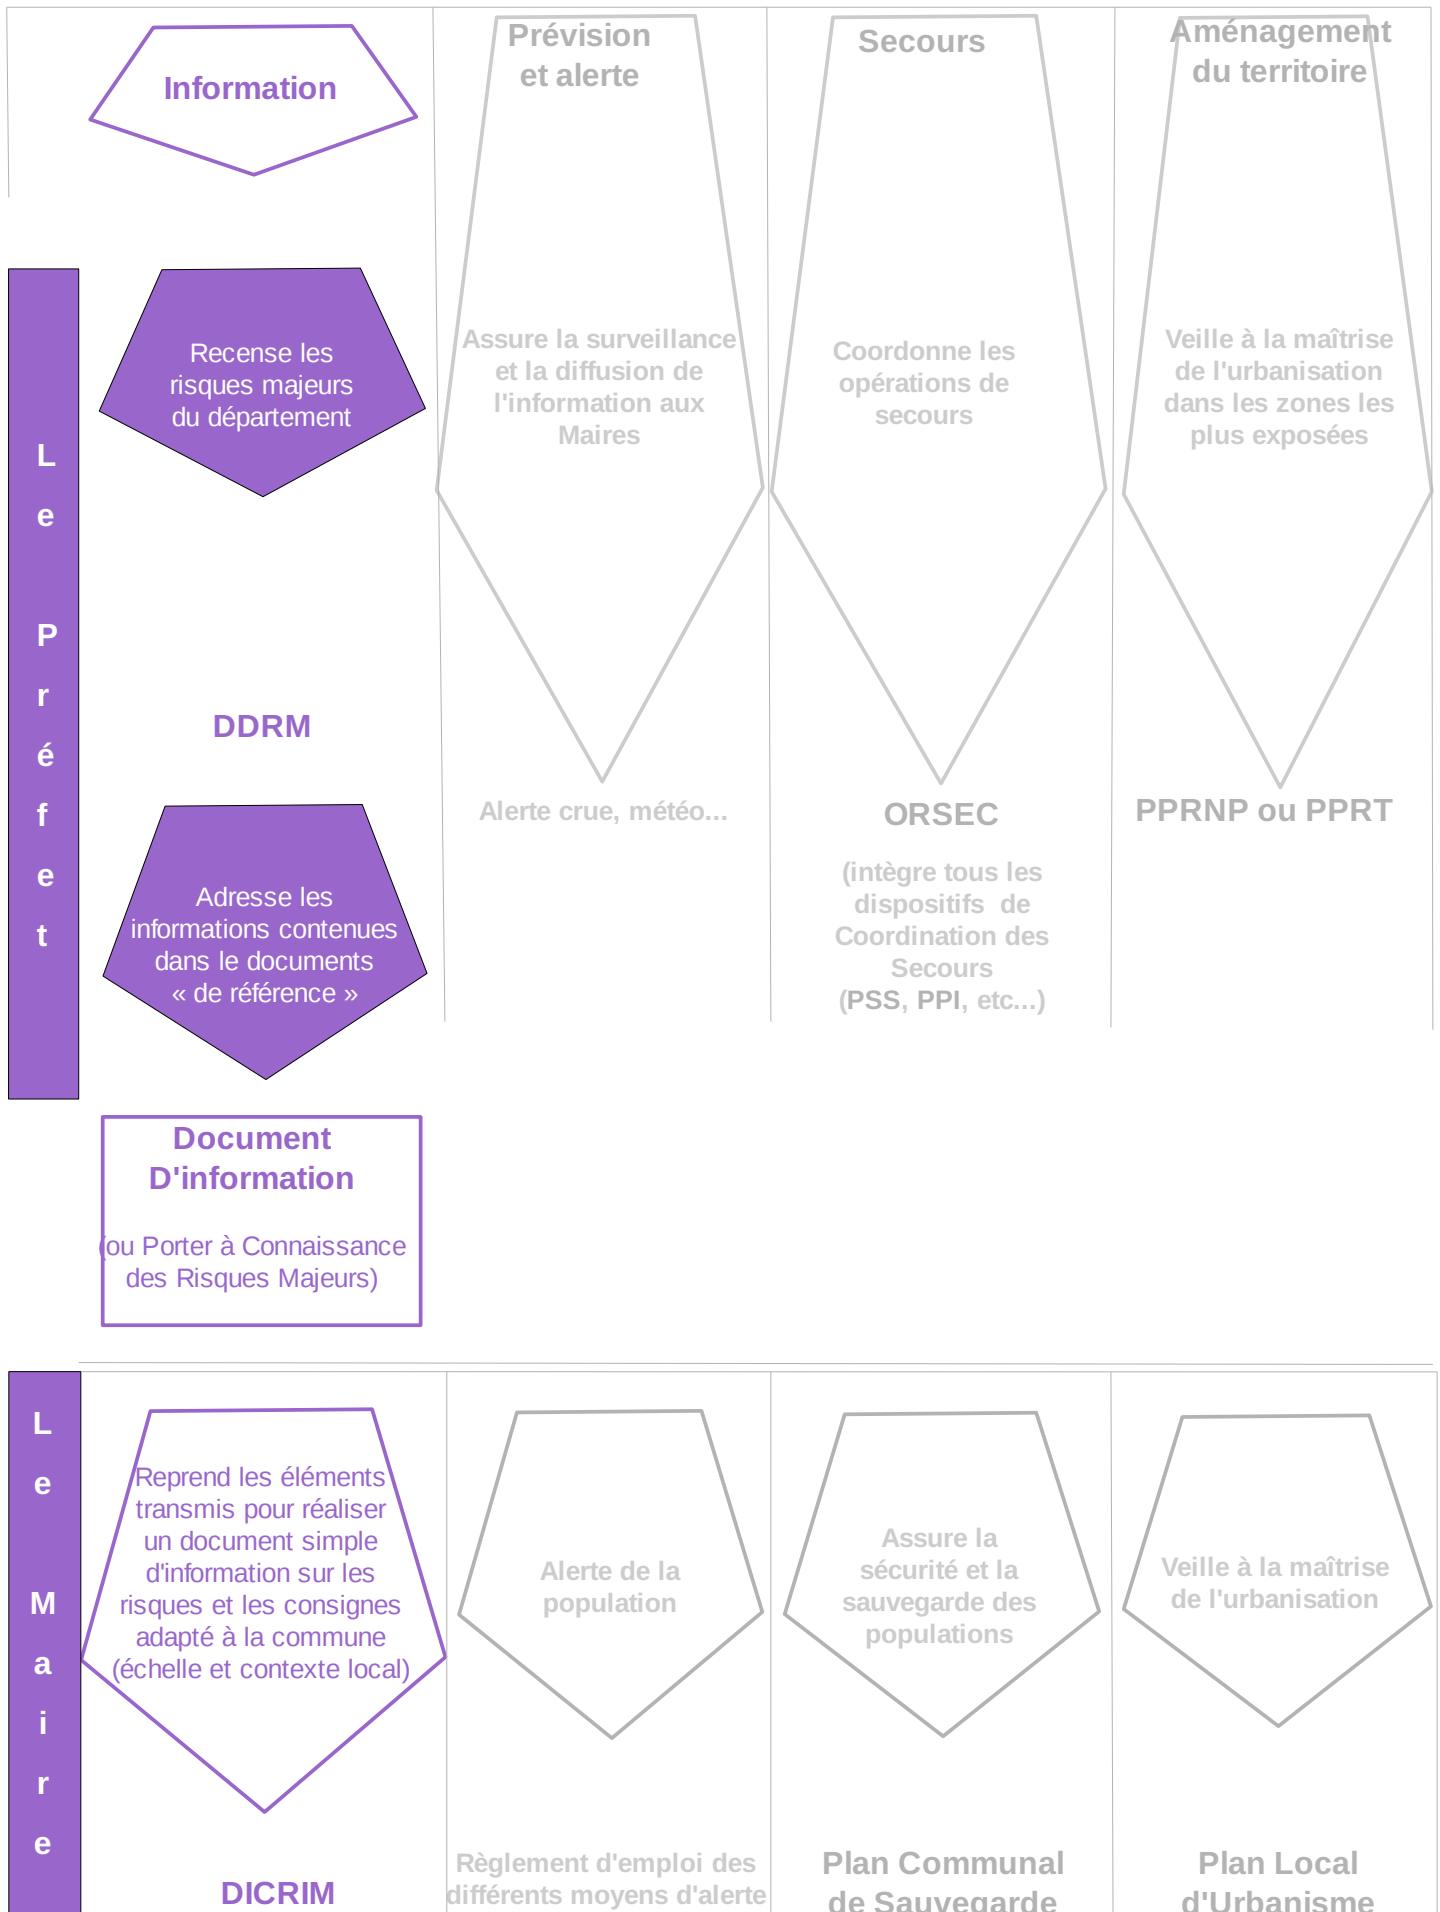 Information
Prévision
et alerte
Secours
Aménagement
du territoire
Le Préfet
Recense les
risques majeurs
du département
Assure la surveillance
et la diffusion de
l'information aux
Maires
Coordonne les
opérations de
secours
Veille à la maîtrise
de l'urbanisation
dans les zones les
plus exposées
DDRM
Alerte crue, météo...
ORSEC
(intègre tous les
dispositifs de
Coordination des
Secours
(PSS, PPI, etc...)
PPRNP ou PPRT
Adresse les
informations contenues
dans le documents
« de référence »
Document
D'information
(ou Porter à Connaissance
des Risques Majeurs)
Le Maire
Reprend les éléments
transmis pour réaliser
un document simple
d'information sur les
risques et les consignes
adapté à la commune
(échelle et contexte local)
Alerte de la
population
Assure la
sécurité et la
sauvegarde des
populations
Veille à la maîtrise
de l'urbanisation
DICRIM
Règlement d'emploi des
différents moyens d'alerte
Plan Communal
de Sauvegarde
Plan Local
d'Urbanisme